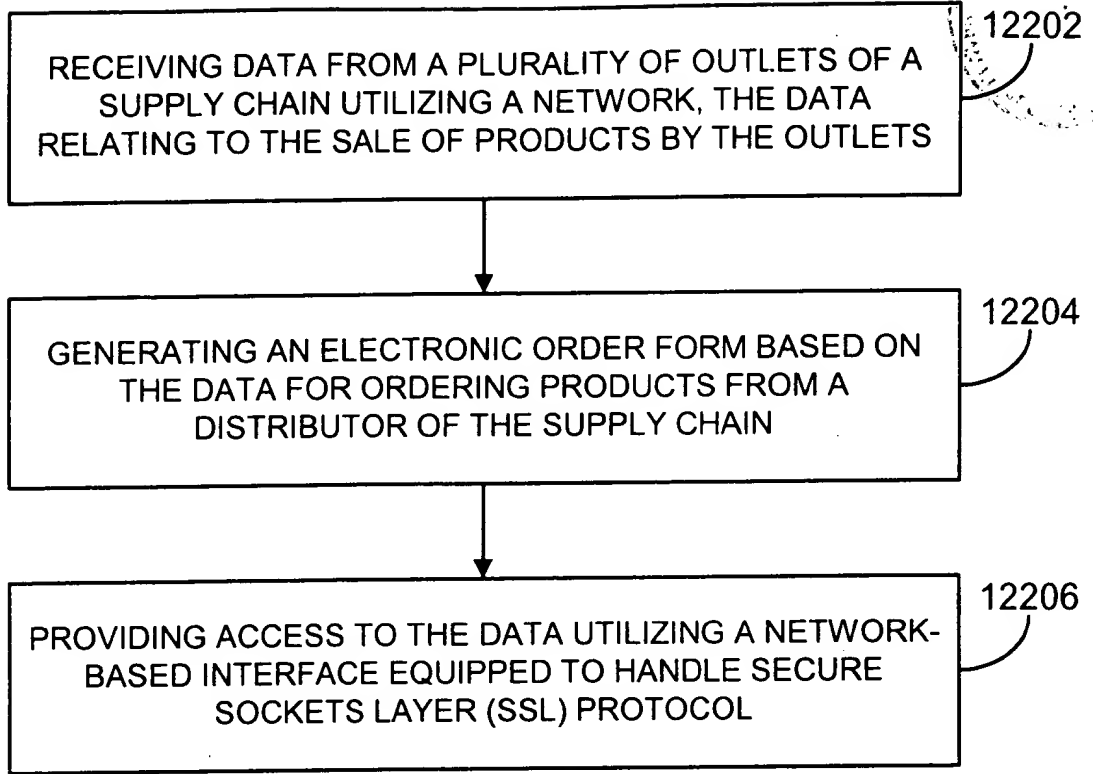 12202
RECEIVING DATA FROM A PLURALITY OF OUTLETS OF A
SUPPLY CHAIN UTILIZING A NETWORK, THE DATA
RELATING TO THE SALE OF PRODUCTS BY THE OUTLETS
12204
GENERATING AN ELECTRONIC ORDER FORM BASED ON
THE DATA FOR ORDERING PRODUCTS FROM A
DISTRIBUTOR OF THE SUPPLY CHAIN
12206
PROVIDING ACCESS TO THE DATA UTILIZING A NETWORK-
BASED INTERFACE EQUIPPED TO HANDLE SECURE
SOCKETS LAYER (SSL) PROTOCOL